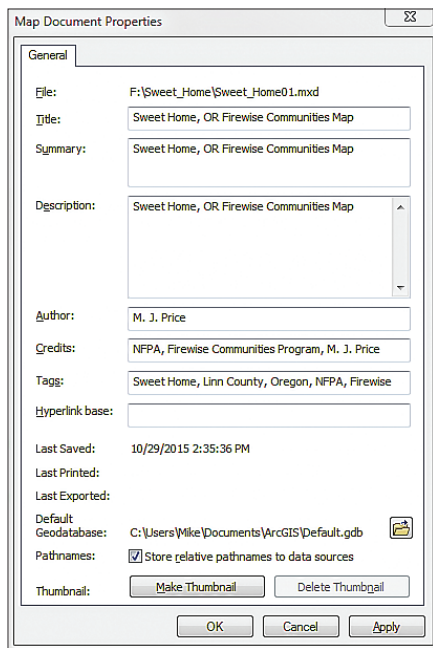 Map Document Properties
General
File: F:\Sweet_Home\Sweet_Home01.mxd
Title: Sweet Home, OR Firewise Communities Map
Summary: Sweet Home, OR Firewise Communities Map
Description: Sweet Home, OR Firewise Communities Map
Author: M. J. Price
Credits: NFPA, Firewise Communities Program, M. J. Price
Tags: Sweet Home, Linn County, Oregon, NFPA, Firewise
Hyperlink base:
Last Saved: 10/29/2015 2:35:36 PM
Last Printed:
Last Exported:
Default
Geodatabase: C:\Users\Mike\Documents\ArcGIS\Default.gdb
Pathnames: Store relative pathnames to data sources
Thumbnail: Make Thumbnail Delete Thumbnail
OK Cancel Apply